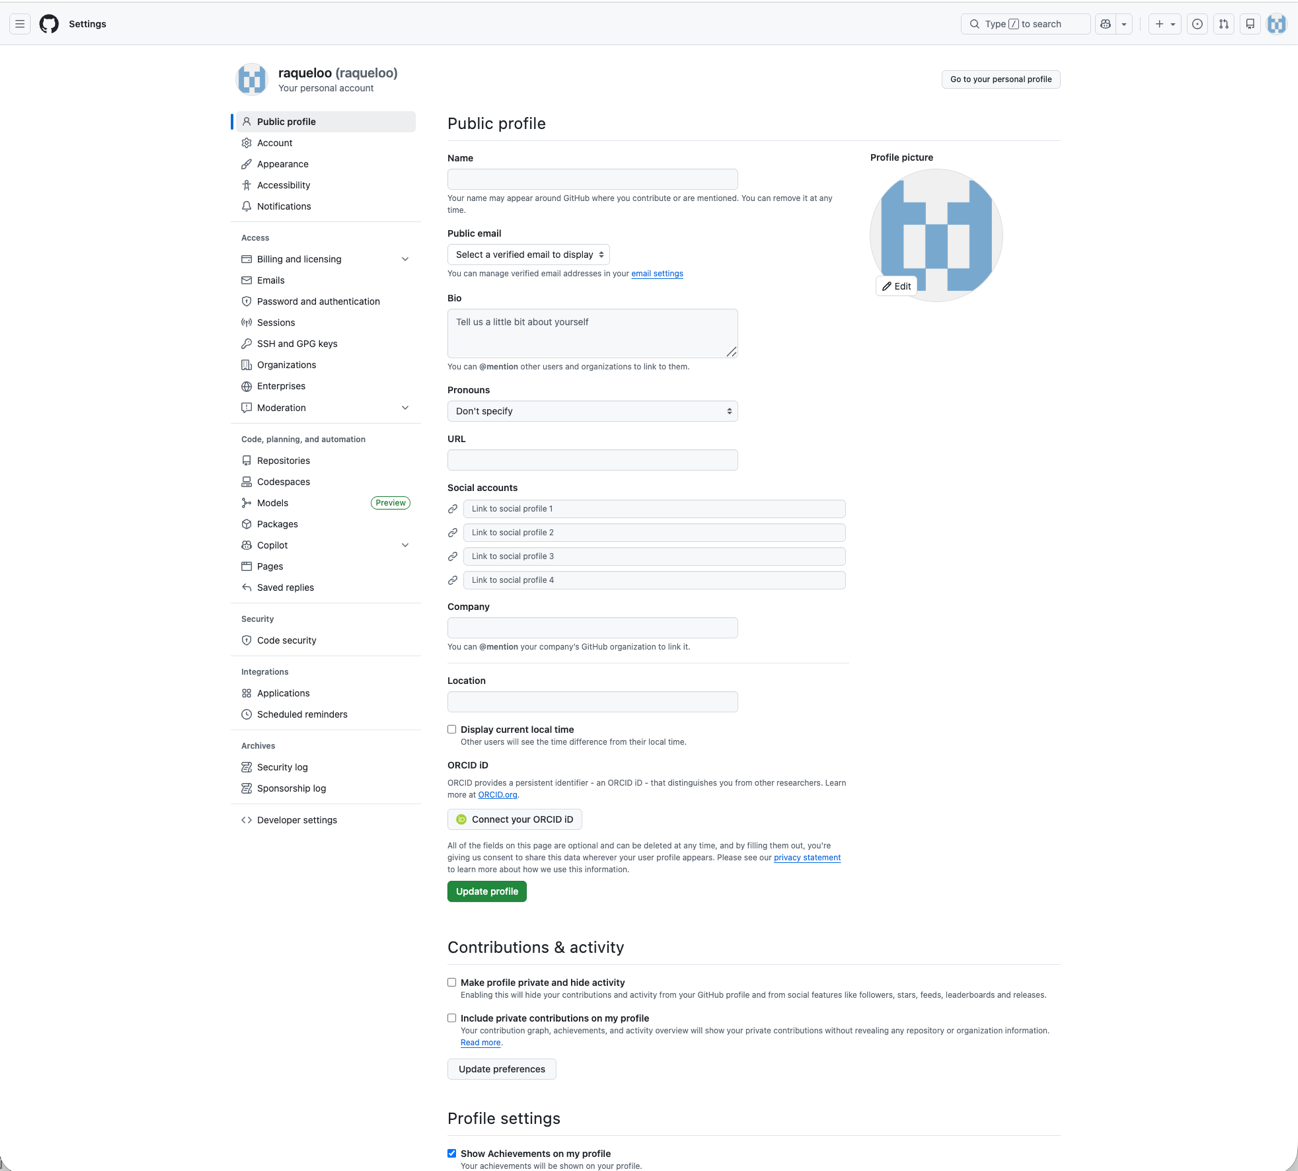 Settings
Type / to search
raqueloo (raqueloo)
Your personal account
Go to your personal profile
Public profile
Account
Appearance
Accessibility
Notifications
Access
Billing and licensing
Emails
Password and authentication
Sessions
SSH and GPG keys
Organizations
Enterprises
Moderation
Code, planning, and automation
Repositories
Codespaces
Models
Preview
Packages
Copilot
Pages
Saved replies
Security
Code security
Integrations
Applications
Scheduled reminders
Archives
Security log
Sponsorship log
Developer settings
Public profile
Name
Your name may appear around GitHub where you contribute or are mentioned. You can remove it at any
time.
Public email
Select a verified email to display
You can manage verified email addresses in your email settings
Bio
Tell us a little bit about yourself
You can @mention other users and organizations to link to them.
Pronouns
Don't specify
URL
Social accounts
Link to social profile 1
Link to social profile 2
Link to social profile 3
Link to social profile 4
Company
You can @mention your company's GitHub organization to link it.
Location
Display current local time
Other users will see the time difference from their local time.
ORCID iD
ORCID provides a persistent identifier - an ORCID iD - that distinguishes you from other researchers. Learn
more at ORCID.org.
iD Connect your ORCID iD
All of the fields on this page are optional and can be deleted at any time, and by filling them out, you're
giving us consent to share this data wherever your user profile appears. Please see our privacy statement
to learn more about how we use this information.
Update profile
Profile picture
Edit
Contributions & activity
Make profile private and hide activity
Enabling this will hide your contributions and activity from your GitHub profile and from social features like followers, stars, feeds, leaderboards and releases.
Include private contributions on my profile
Your contribution graph, achievements, and activity overview will show your private contributions without revealing any repository or organization information.
Read more.
Update preferences
Profile settings
Show Achievements on my profile
Your achievements will be shown on your profile.